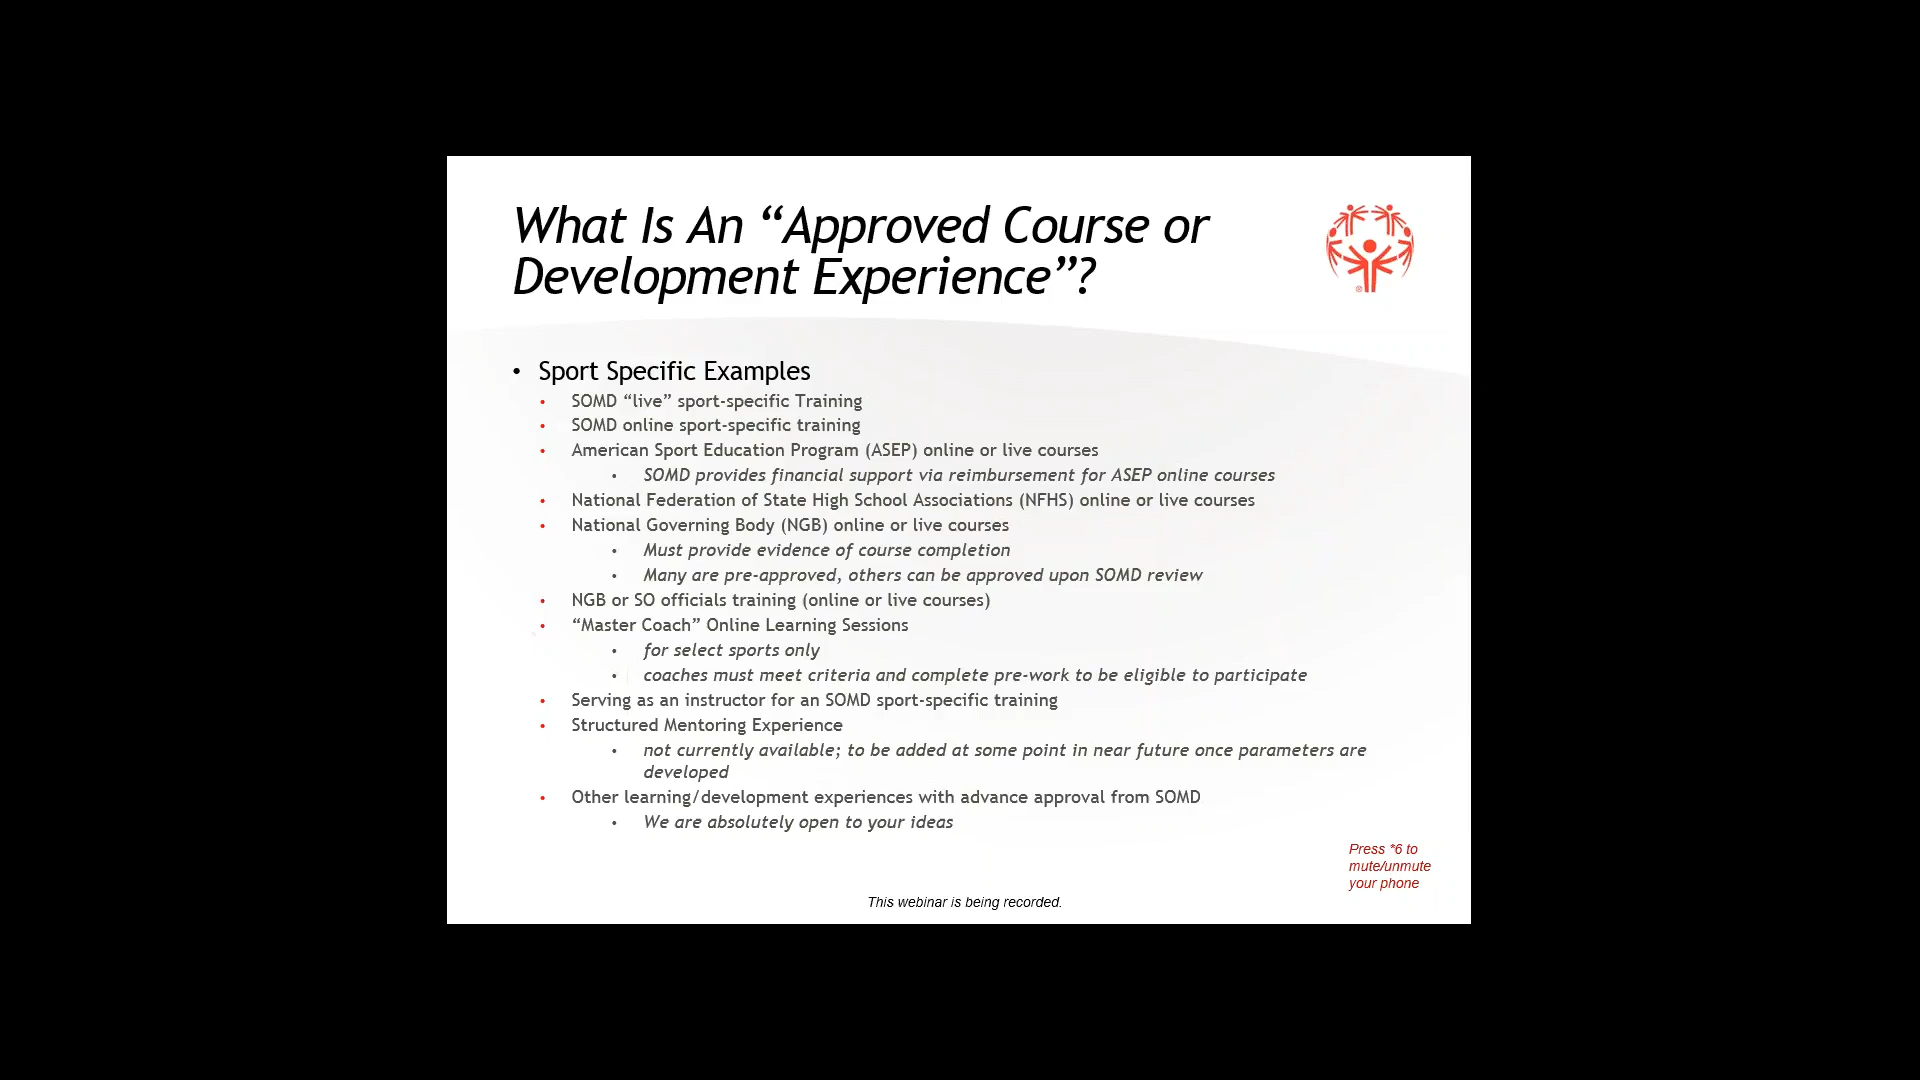 What Is An “Approved Course or
Development Experience”?
• Sport Specific Examples
• SOMD “live” sport-specific Training
• SOMD online sport-specific training
• American Sport Education Program (ASEP) online or live courses
• SOMD provides financial support via reimbursement for ASEP online courses
• National Federation of State High School Associations (NFHS) online or live courses
• National Governing Body (NGB) online or live courses
• Must provide evidence of course completion
• Many are pre-approved, others can be approved upon SOMD review
• NGB or SO officials training (online or live courses)
• “Master Coach” Online Learning Sessions
• for select sports only
• coaches must meet criteria and complete pre-work to be eligible to participate
• Serving as an instructor for an SOMD sport-specific training
• Structured Mentoring Experience
• not currently available; to be added at some point in near future once parameters are
developed
• Other learning/development experiences with advance approval from SOMD
• We are absolutely open to your ideas
Press *6 to
mute/unmute
your phone
This webinar is being recorded.